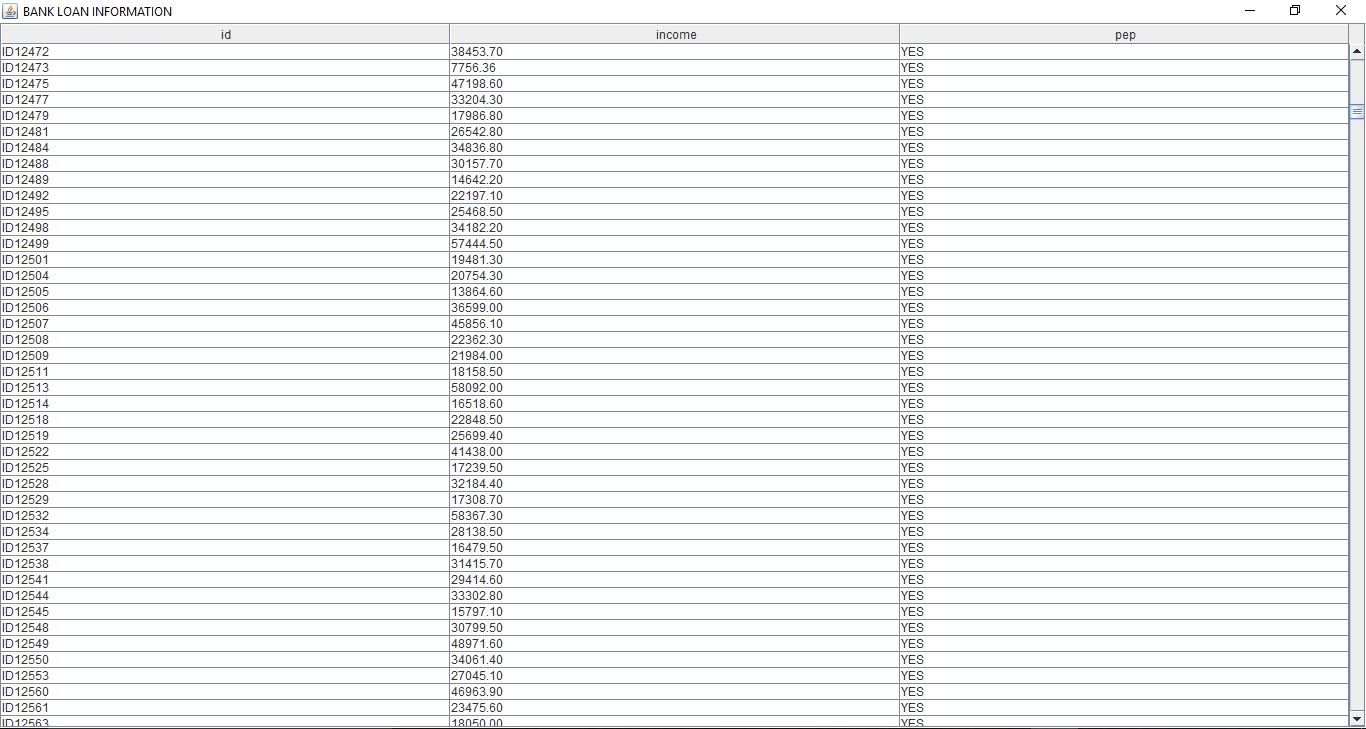 BANK LOAN INFORMATION
id income pep
ID12472 38453.70 YES
ID12473 7756.36 YES
ID12475 47198.60 YES
ID12477 33204.30 YES
ID12479 17986.80 YES
ID12481 26542.80 YES
ID12484 34836.80 YES
ID12488 30157.70 YES
ID12489 14642.20 YES
ID12492 22197.10 YES
ID12495 25468.50 YES
ID12498 34182.20 YES
ID12499 57444.50 YES
ID12501 19481.30 YES
ID12504 20754.30 YES
ID12505 13864.60 YES
ID12506 36599.00 YES
ID12507 45856.10 YES
ID12508 22362.30 YES
ID12509 21984.00 YES
ID12511 18158.50 YES
ID12513 58092.00 YES
ID12514 16518.60 YES
ID12518 22848.50 YES
ID12519 25699.40 YES
ID12522 41438.00 YES
ID12525 17239.50 YES
ID12528 32184.40 YES
ID12529 17308.70 YES
ID12532 58367.30 YES
ID12534 28138.50 YES
ID12537 16479.50 YES
ID12538 31415.70 YES
ID12541 29414.60 YES
ID12544 33302.80 YES
ID12545 15797.10 YES
ID12548 30799.50 YES
ID12549 48971.60 YES
ID12550 34061.40 YES
ID12553 27045.10 YES
ID12560 46963.90 YES
ID12561 23475.60 YES
ID12563 18050.00 YES